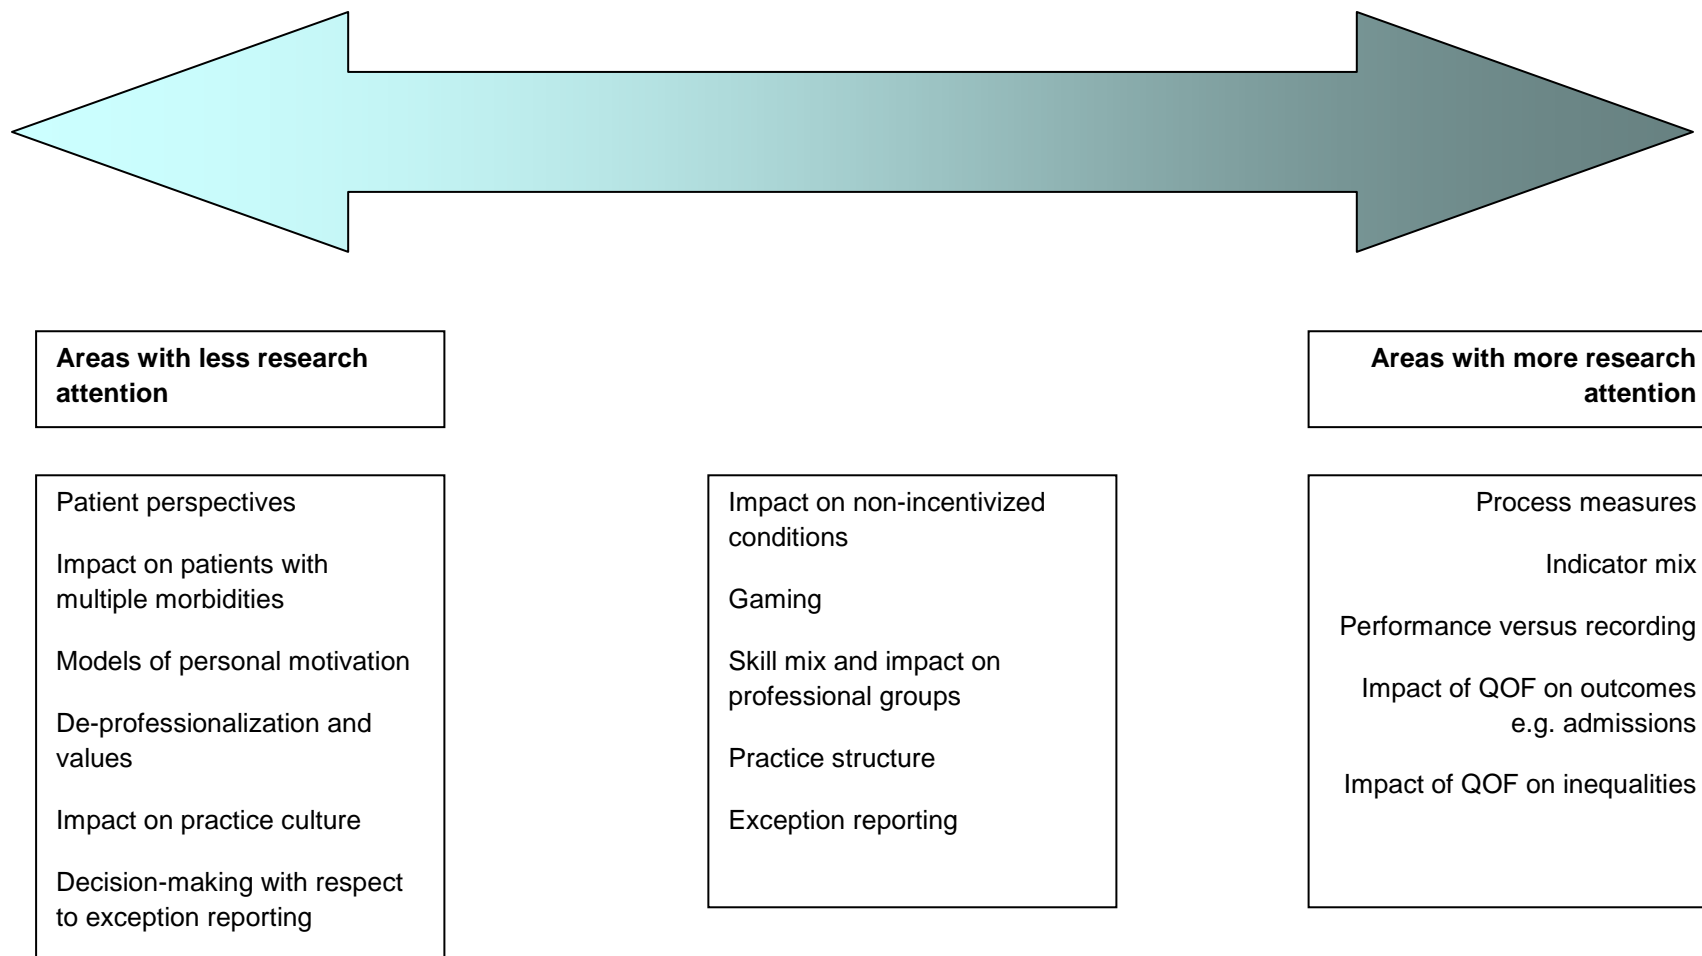 Areas with less research
attention
Areas with more research
attention
Patient perspectives
Impact on patients with
multiple morbidities
Models of personal motivation
De-professionalization and
values
Impact on practice culture
Decision-making with respect
to exception reporting
Impact on non-incentivized
conditions
Gaming
Skill mix and impact on
professional groups
Practice structure
Exception reporting
Process measures
Indicator mix
Performance versus recording
Impact of QOF on outcomes
e.g. admissions
Impact of QOF on inequalities